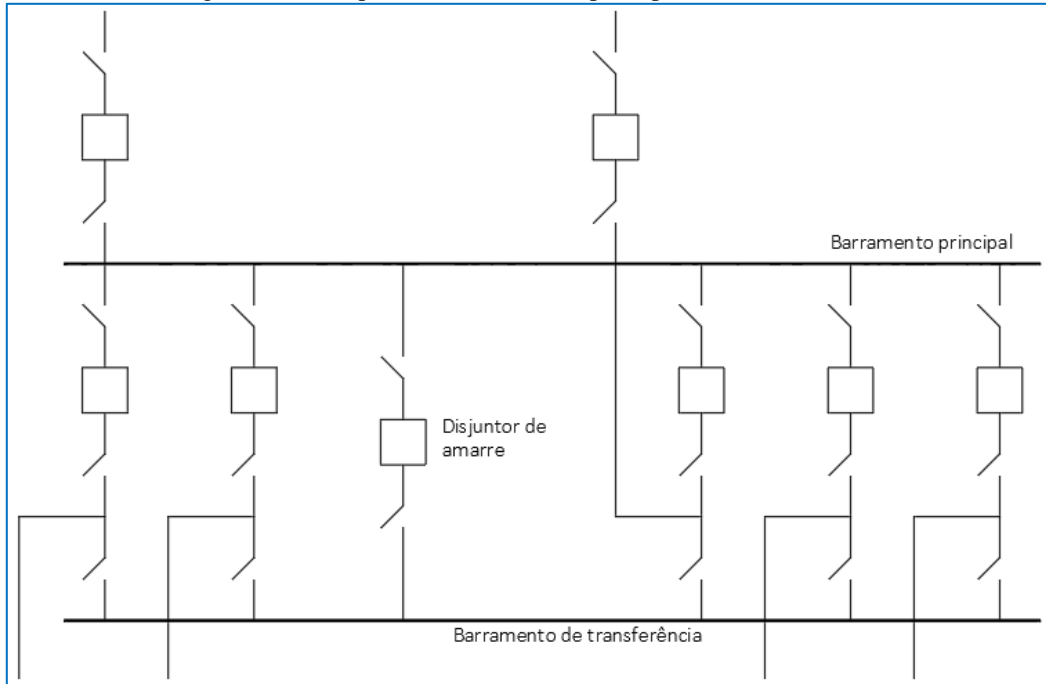 Barramento principal
Disjuntor de
amarre
Barramento de transferência